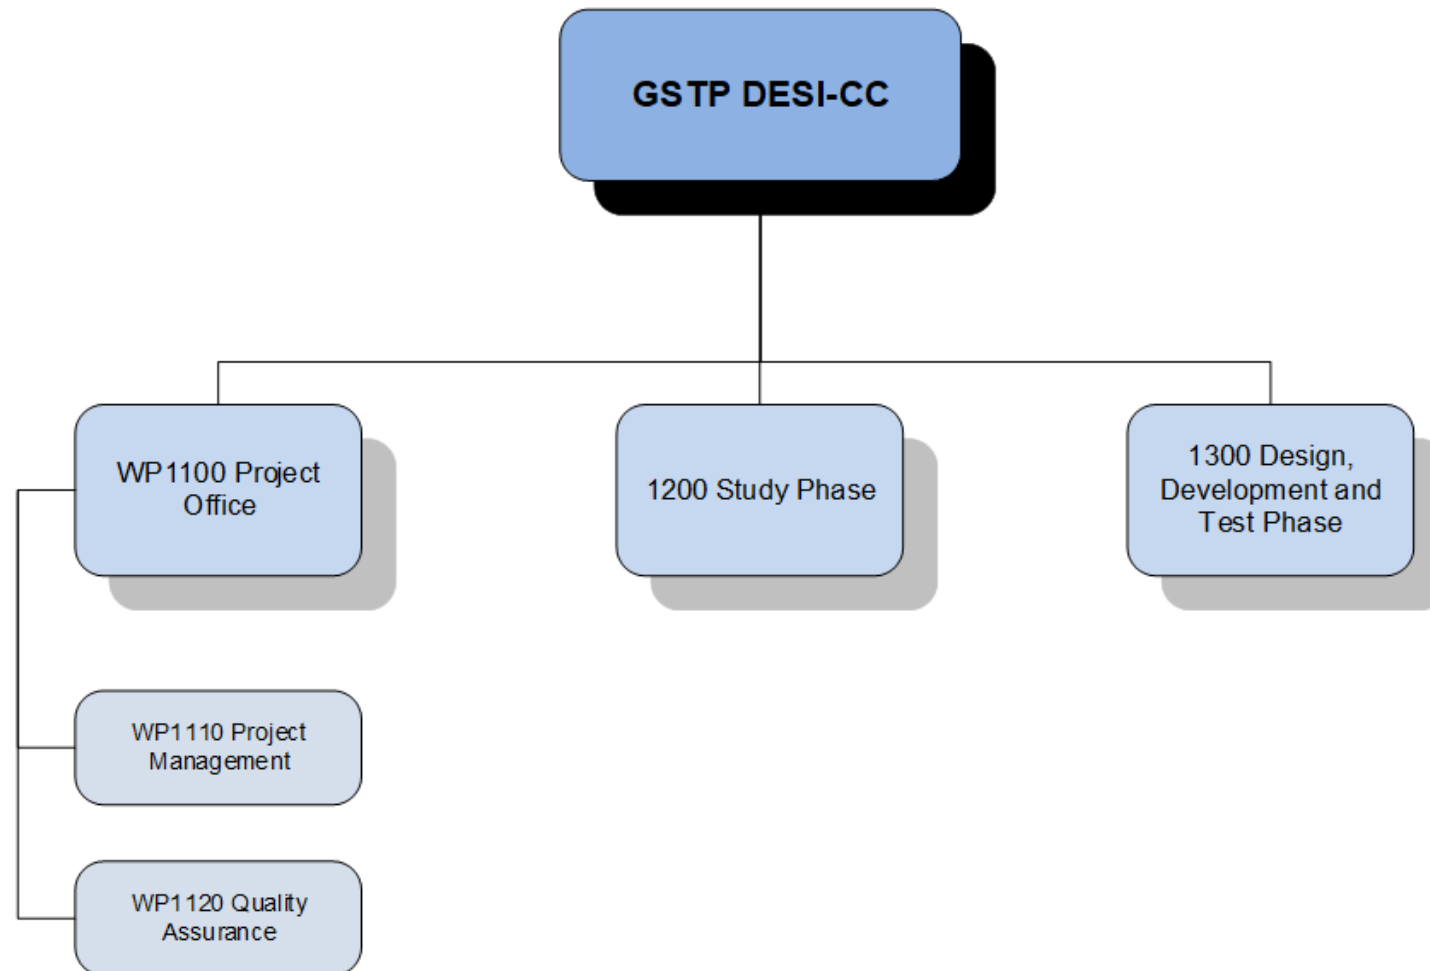 GSTP DESI-CC
WP1100 Project
Office
1200 Study Phase
1300 Design,
Development and
Test Phase
WP1110 Project
Management
WP1120 Quality
Assurance